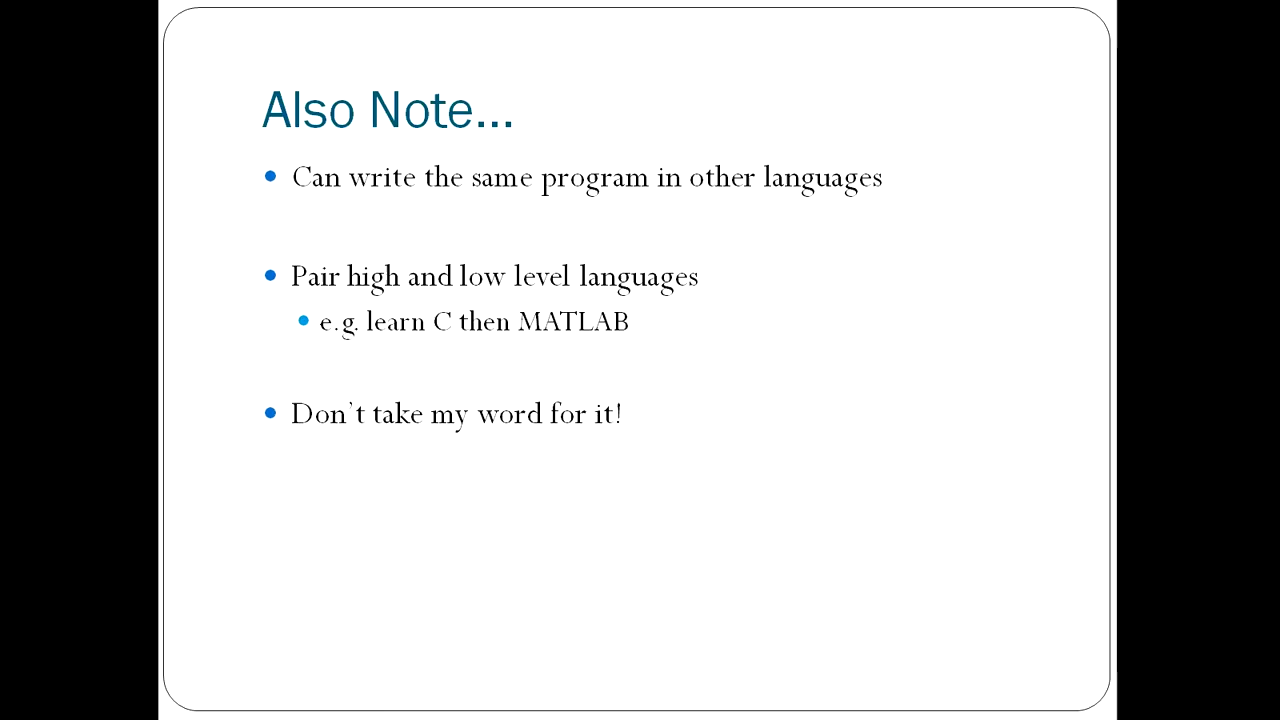 Also Note...
Can write the same program in other languages
Pair high and low level languages
e.g. learn C then MATLAB
Don't take my word for it!